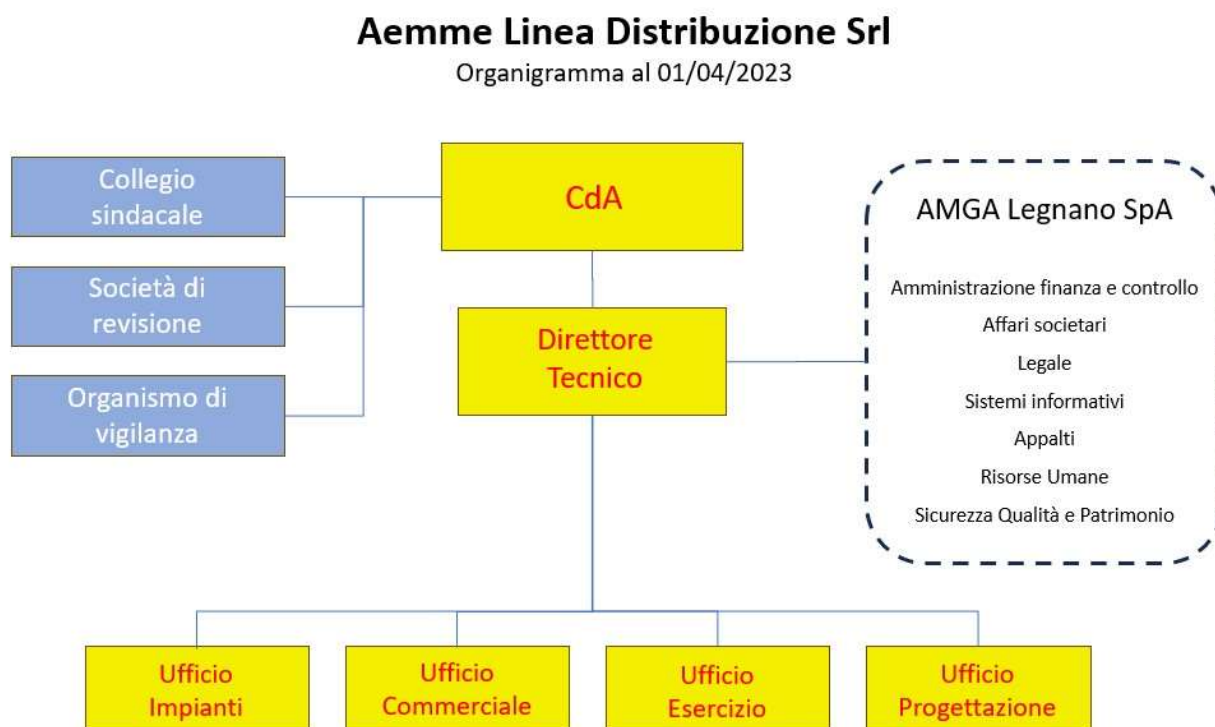 Aemme Linea Distribuzione Srl
Organigramma al 01/04/2023
Collegio
sindacale
Società di
revisione
Organismo di
vigilanza
CdA
Direttore
Tecnico
AMGA Legnano SpA
Amministrazione finanza e controllo
Affari societari
Legale
Sistemi informativi
Appalti
Risorse Umane
Sicurezza Qualità e Patrimonio
Ufficio
Impianti
Ufficio
Commerciale
Ufficio
Esercizio
Ufficio
Progettazione